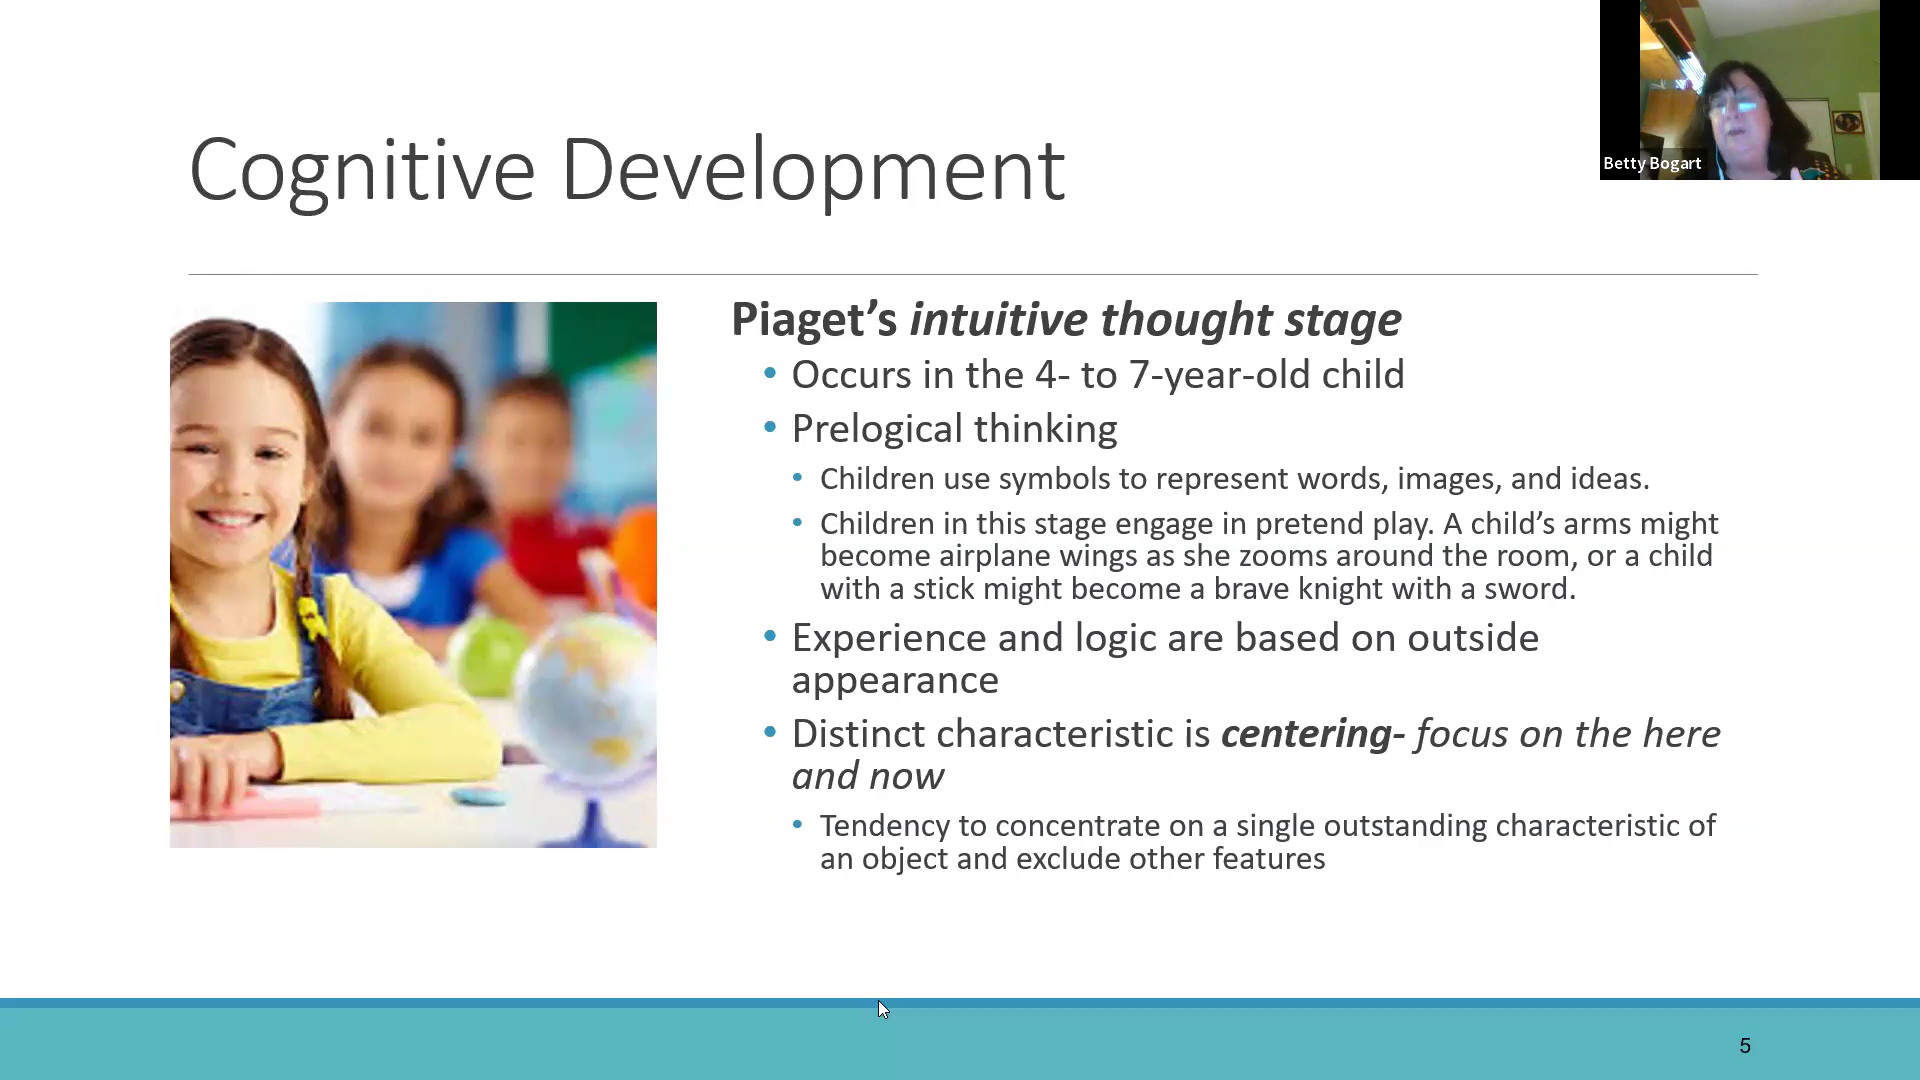 Betty Bogart
Cognitive Development
Piaget’s intuitive thought stage
• Occurs in the 4- to 7-year-old child
• Prelogical thinking
• Children use symbols to represent words, images, and ideas.
• Children in this stage engage in pretend play. A child’s arms might
become airplane wings as she zooms around the room, or a child
with a stick might become a brave knight with a sword.
• Experience and logic are based on outside
appearance
• Distinct characteristic is centering- focus on the here
and now
• Tendency to concentrate on a single outstanding characteristic of
an object and exclude other features
5